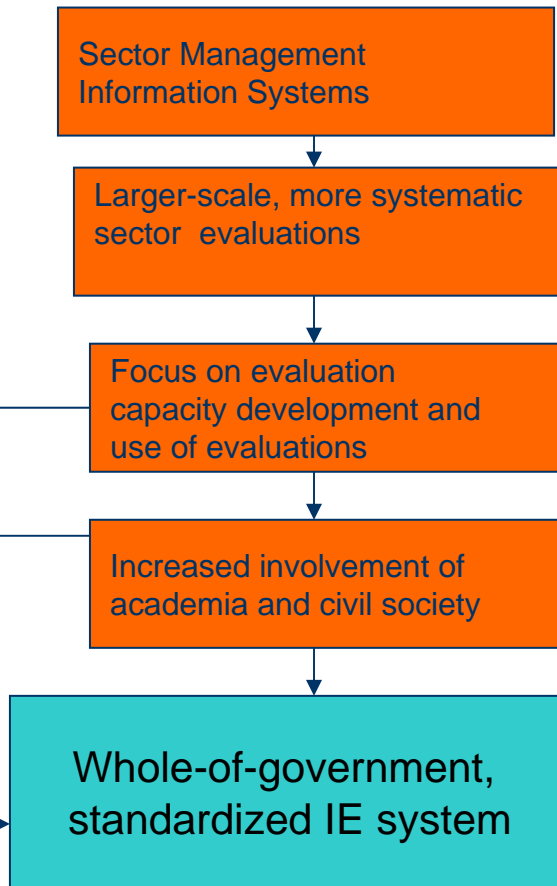 Sector Management
Information Systems
Larger-scale, more systematic
sector evaluations
Focus on evaluation
capacity development and
use of evaluations
Increased involvement of
academia and civil society
Whole-of-government,
standardized IE system